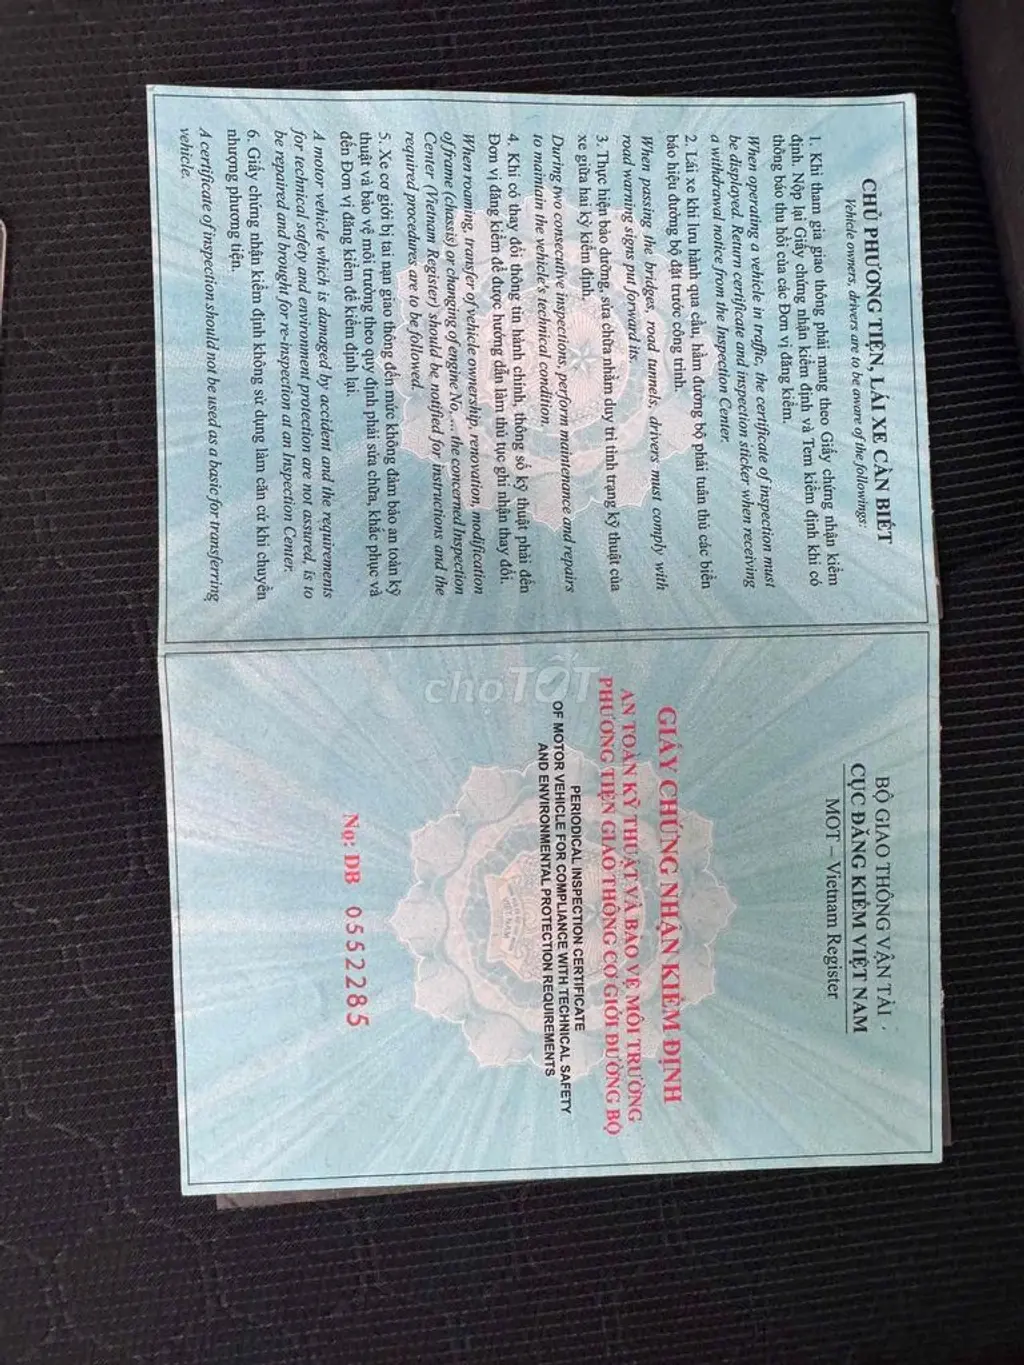 CHỦ PHƯƠNG TIỆN, LÁI XE CẦN BIẾT
Vehicle owners, drivers are to be aware of the followings:
1. Khi tham gia giao thông phải mang theo Giấy chứng nhận kiểm
định. Nộp lại Giấy chứng nhận kiểm định và Tem kiểm định khi có
thông báo thu hồi của các Đơn vị đăng kiểm.
When operating a vehicle in traffic, the certificate of inspection must
be displayed. Return certificate and inspection sticker when receiving
a withdrawal notice from the Inspection Center.
2. Lái xe khi lưu hành qua cầu, hầm đường bộ phải tuân thủ các biển
báo hiệu đường bộ đặt trước công trình.
When passing the bridges, road tunnels, drivers must comply with
road warning signs put forward its.
3. Thực hiện bảo dưỡng, sửa chữa nhằm duy trì tình trạng kỹ thuật của
xe giữa hai kỳ kiểm định.
During two consecutive inspections, perform maintenance and repairs
to maintain the vehicle's technical condition.
4. Khi có thay đổi thông tin hành chính, thông số kỹ thuật phải đến
Đơn vị đăng kiểm để được hướng dẫn làm thủ tục ghi nhận thay đổi.
When roaming, transfer of vehicle ownership, renovation, modification
of frame (chassis) or changing of engine No, ... the concerned Inspection
Center (Vietnam Register) should be notified for instructions and the
required procedures are to be followed.
5. Xe cơ giới bị tai nạn giao thông đến mức không đảm bảo an toàn kỹ
thuật và bảo vệ môi trường theo quy định phải sửa chữa, khắc phục và
đến Đơn vị đăng kiểm để kiểm định lại.
A motor vehicle which is damaged by accident and the requirements
for technical safety and environment protection are not assured, is to
be repaired and brought for re-inspection at an Inspection Center.
6. Giấy chứng nhận kiểm định không sử dụng làm căn cứ khi chuyển
nhượng phương tiện.
A certificate of inspection should not be used as a basic for transferring
vehicle.
BỘ GIAO THÔNG VẬN TẢI
CỤC ĐĂNG KIỂM VIỆT NAM
MOT – Vietnam Register
GIẤY CHỨNG NHẬN KIỂM ĐỊNH
AN TOÀN KỸ THUẬT VÀ BẢO VỆ MÔI TRƯỜNG
PHƯƠNG TIỆN GIAO THÔNG CƠ GIỚI ĐƯỜNG BỘ
PERIODICAL INSPECTION CERTIFICATE
OF MOTOR VEHICLE FOR COMPLIANCE WITH TECHNICAL SAFETY
AND ENVIRONMENTAL PROTECTION REQUIREMENTS
No: DB 0552285
choTỐT